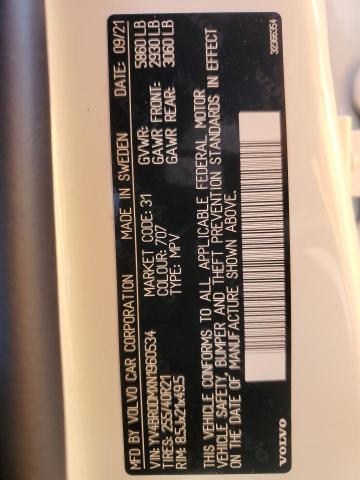 MFD BY VOLVO CAR CORPORATION MADE IN SWEDEN DATE: 09/21
VIN: YV4BR0DMXN1960534 MARKET CODE: 31 GVWR: 5860 LB
TIRES: 255/40R21 COLOUR: 707 GAWR FRONT: 2930 LB
RIM: 8.5Jx21x49.5 TYPE: MPV GAWR REAR: 3060 LB
THIS VEHICLE CONFORMS TO ALL APPLICABLE FEDERAL MOTOR
VEHICLE SAFETY, BUMPER AND THEFT PREVENTION STANDARDS IN EFFECT
ON THE DATE OF MANUFACTURE SHOWN ABOVE.
VOLVO 32366354